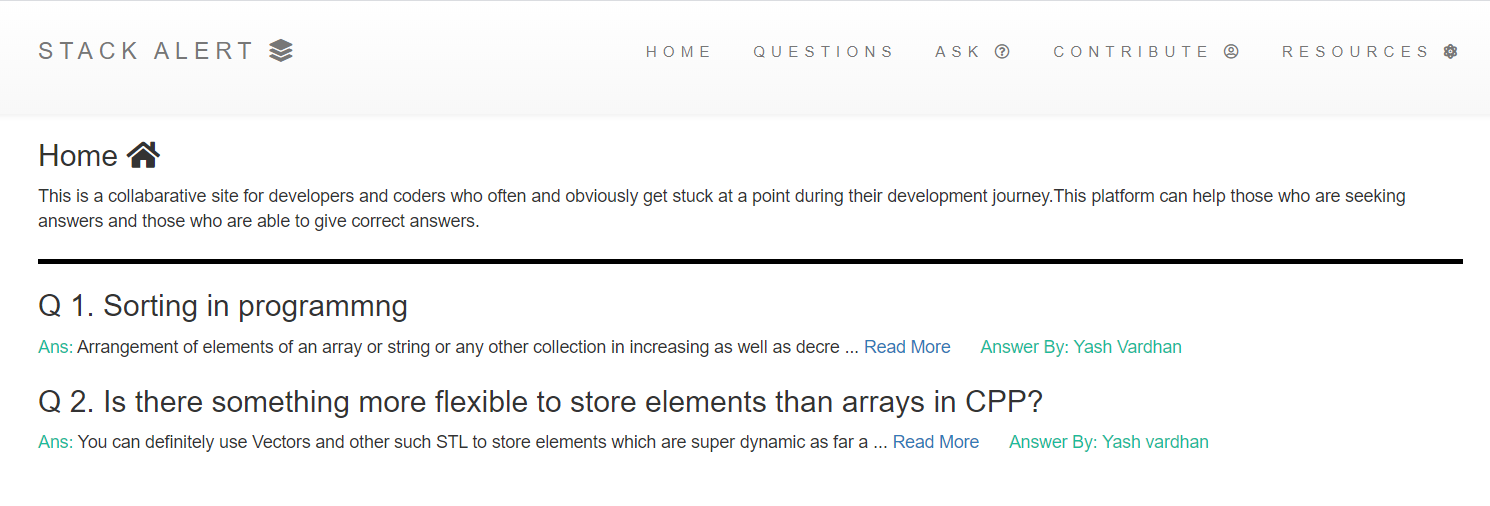 STACK ALERT
HOME QUESTIONS ASK CONTRIBUTE RESOURCES
Home
This is a collabarative site for developers and coders who often and obviously get stuck at a point during their development journey.This platform can help those who are seeking
answers and those who are able to give correct answers.
Q 1. Sorting in programmng
Ans: Arrangement of elements of an array or string or any other collection in increasing as well as decre ... Read More Answer By: Yash Vardhan
Q 2. Is there something more flexible to store elements than arrays in CPP?
Ans: You can definitely use Vectors and other such STL to store elements which are super dynamic as far a ... Read More Answer By: Yash vardhan